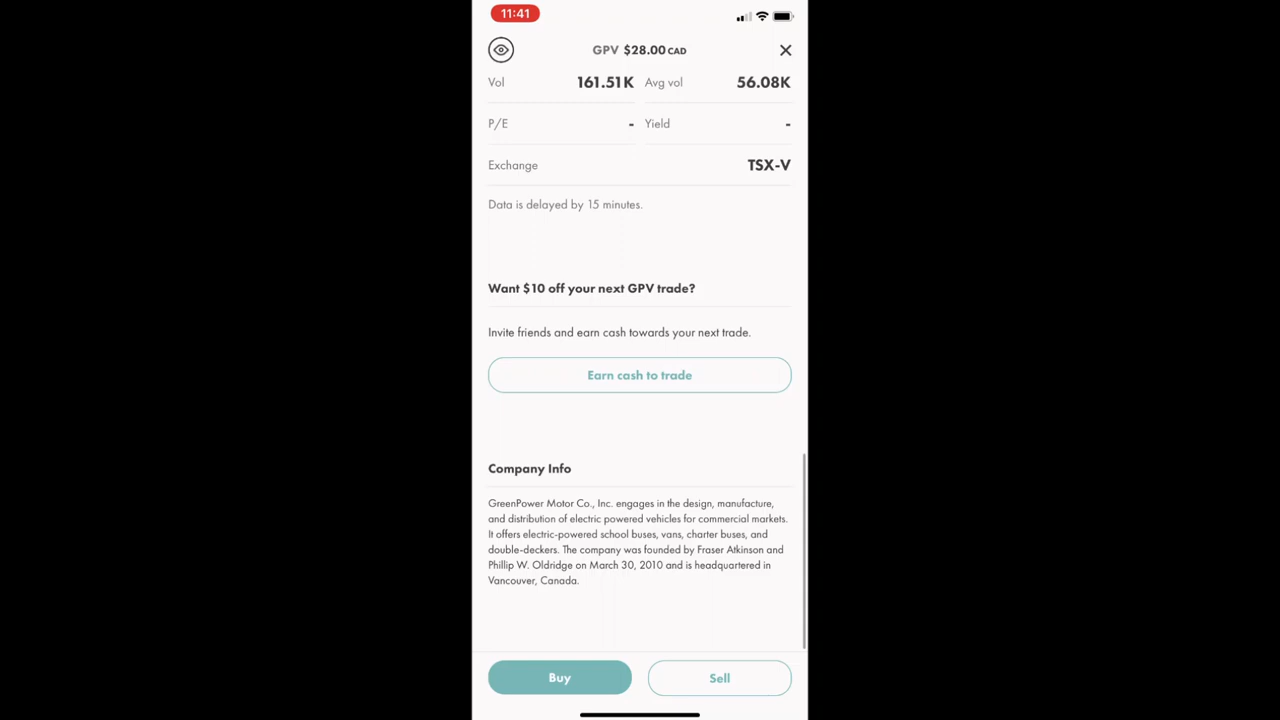 11:41
GPV $28.00 CAD
Vol 161.51K Avg vol 56.08K
P/E - Yield -
Exchange TSX-V
Data is delayed by 15 minutes.
Want $10 off your next GPV trade?
Invite friends and earn cash towards your next trade.
Earn cash to trade
Company Info
GreenPower Motor Co., Inc. engages in the design, manufacture,
and distribution of electric powered vehicles for commercial markets.
It offers electric-powered school buses, vans, charter buses, and
double-deckers. The company was founded by Fraser Atkinson and
Phillip W. Oldridge on March 30, 2010 and is headquartered in
Vancouver, Canada.
Buy Sell